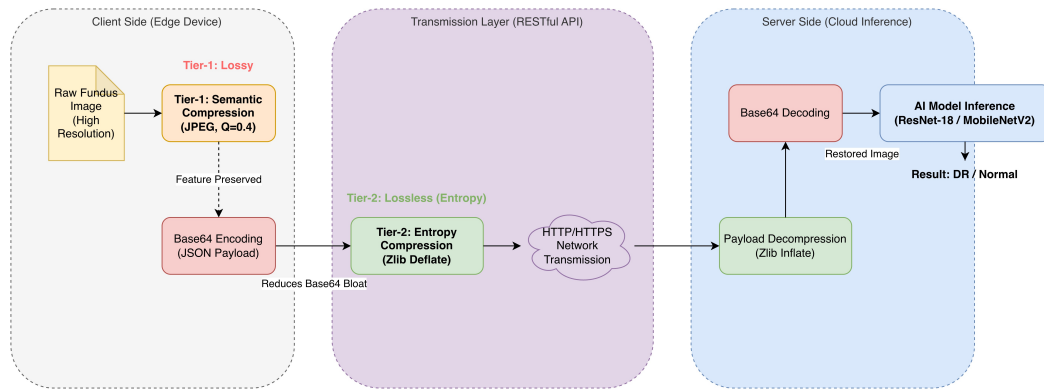 Client Side (Edge Device)
Transmission Layer (RESTful API)
Server Side (Cloud Inference)
Tier-1: Lossy
Raw Fundus
Image
(High
Resolution)
Tier-1: Semantic
Compression
(JPEG, Q=0.4)
Feature Preserved
Base64 Encoding
(JSON Payload)
Reduces Base64 Bloat
Tier-2: Lossless (Entropy)
Tier-2: Entropy
Compression
(Zlib Deflate)
HTTP/HTTPS
Network
Transmission
Payload Decompression
(Zlib Inflate)
Base64 Decoding
Restored Image
AI Model Inference
(ResNet-18 / MobileNetV2)
Result: DR / Normal